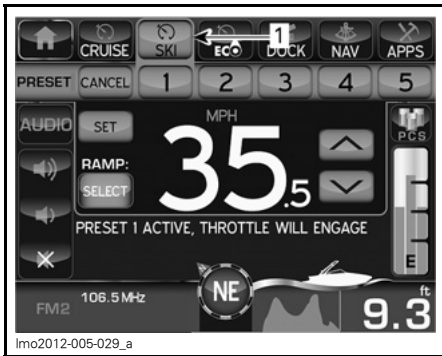 1
CRUISE SKI ECO DOCK NAV APPS
PRESET CANCEL 1 2 3 4 5
AUDIO SET MPH PCS
35.5
RAMP:
SELECT
PRESET 1 ACTIVE, THROTTLE WILL ENGAGE
E
FM2 106.5 MHz NE 9.3 ft
lmo2012-005-029_a